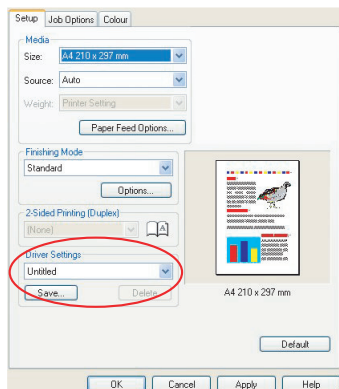 Setup
Job Options
Colour
Media
Size: A4 210 x 297 mm
Source: Auto
Weight: Printer Setting
Paper Feed Options...
Finishing Mode
Standard
Options...
2-Sided Printing (Duplex)
(None)
A
Driver Settings
Untitled
Save...
Delete
A4 210 x 297 mm
Default
OK
Cancel
Apply
Help